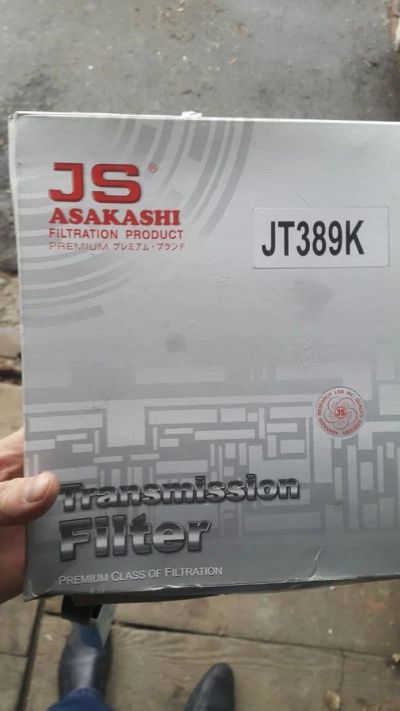 JS®
ASAKASHI
FILTRATION PRODUCT
PREMIUM プレミアム・ブランド
JT389K
JS
Transmission
Filter
PREMIUM CLASS OF FILTRATION